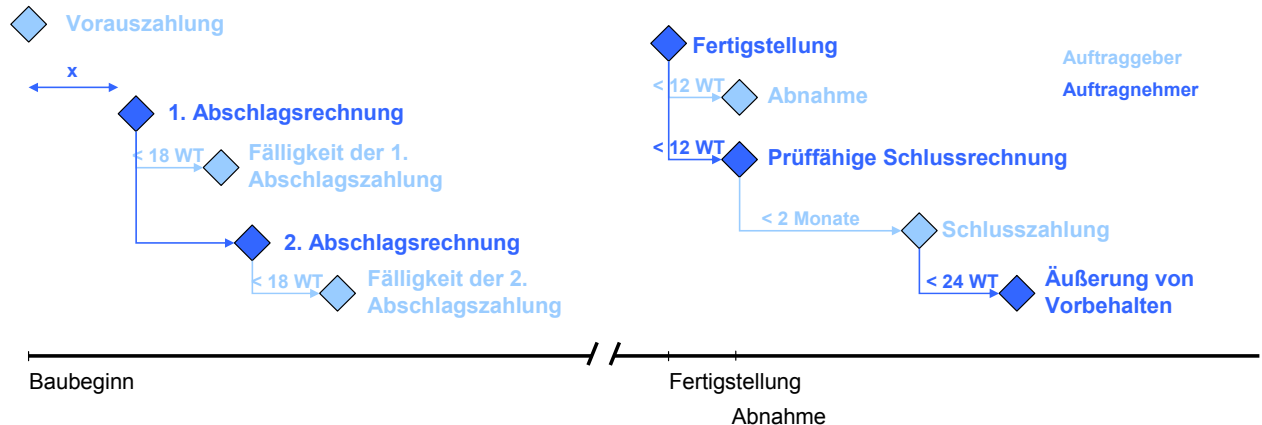 Vorauszahlung
x
1. Abschlagsrechnung
< 18 WT
Fälligkeit der 1.
Abschlagszahlung
2. Abschlagsrechnung
< 18 WT
Fälligkeit der 2.
Abschlagszahlung
Fertigstellung
< 12 WT
Abnahme
< 12 WT
Prüffähige Schlussrechnung
< 2 Monate
Schlusszahlung
< 24 WT
Äußerung von
Vorbehalten
Auftraggeber
Auftragnehmer
Baubeginn
Fertigstellung
Abnahme